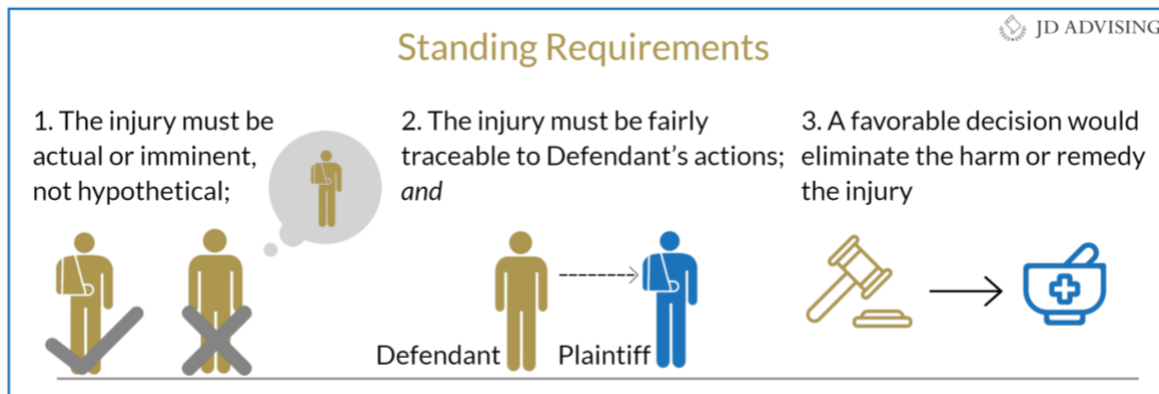 JD ADVISING
Standing Requirements
1. The injury must be
actual or imminent,
not hypothetical;
2. The injury must be fairly
traceable to Defendant’s actions;
and
3. A favorable decision would
eliminate the harm or remedy
the injury
Defendant
Plaintiff